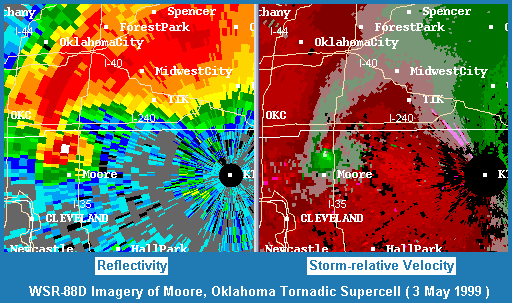 chany
Spencer
I-44
ForestPark
OklahomaCity
I-40
MidwestCity
TIK
OKC
I-240
Moore
K
I-35
CLEVELAND
Newcastle
HallPark
chany
Spencer
I-44
ForestPark
OklahomaCity
I-40
MidwestCity
TIK
OKC
I-240
Moore
K
I-35
CLEVELAND
Newcastle
HallPark
Reflectivity
Storm-relative Velocity
WSR-88D Imagery of Moore, Oklahoma Tornadic Supercell ( 3 May 1999 )